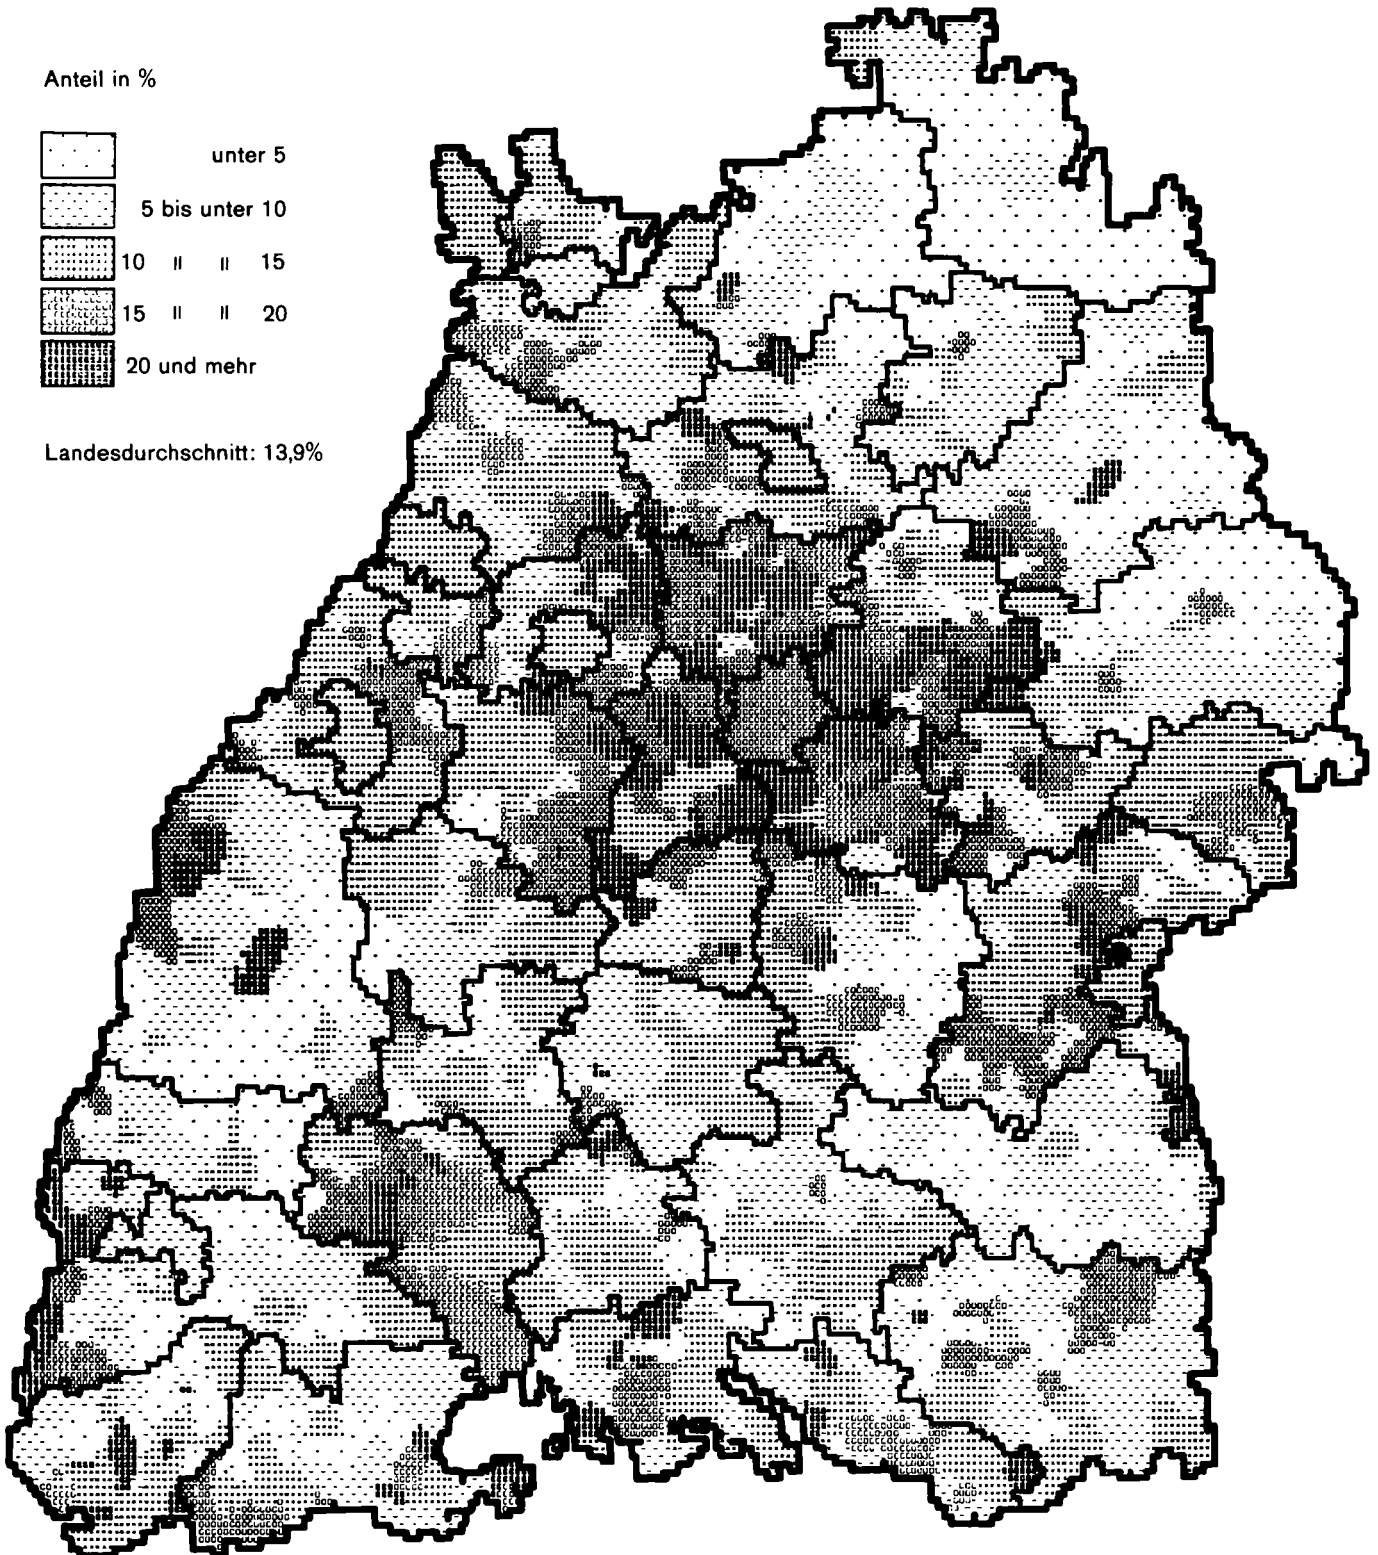 Anteil in %
unter 5
5 bis unter 10
10 " " 15
15 " " 20
20 und mehr
Landesdurchschnitt: 13,9%